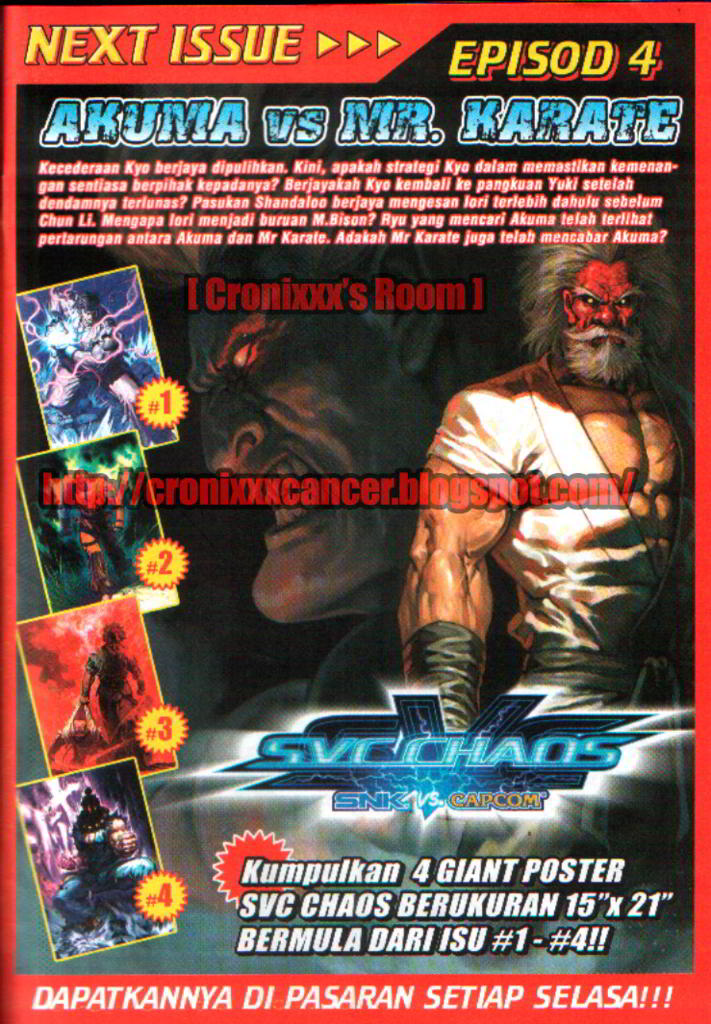 NEXT ISSUE
EPISOD 4
AKUMA vs MR. KARATE
Kecederaan Kyo berjaya dipulihkan. Kini, apakah strategi Kyo dalam memastikan kemenan-
gan sentiasa berpihak kepadanya? Berjayakah Kyo kembali ke pangkuan Yuki setelah
dendamnya terlunas? Pasukan Shandaloo berjaya mengesan Iori terlebih dahulu sebelum
Chun Li. Mengapa Iori menjadi buruan M.Bison? Ryu yang mencari Akuma telah terlihat
pertarungan antara Akuma dan Mr Karate. Adakah Mr Karate juga telah mencabar Akuma?
[ Cronixxx's Room ]
#1
http://cronixxxcancer.blogspot.com/
#2
#3
SVC CHAOS
SNK VS. CAPCOM
#4
Kumpulkan 4 GIANT POSTER
SVC CHAOS BERUKURAN 15"x 21"
BERMULA DARI ISU #1 - #4!!
DAPATKANNYA DI PASARAN SETIAP SELASA!!!